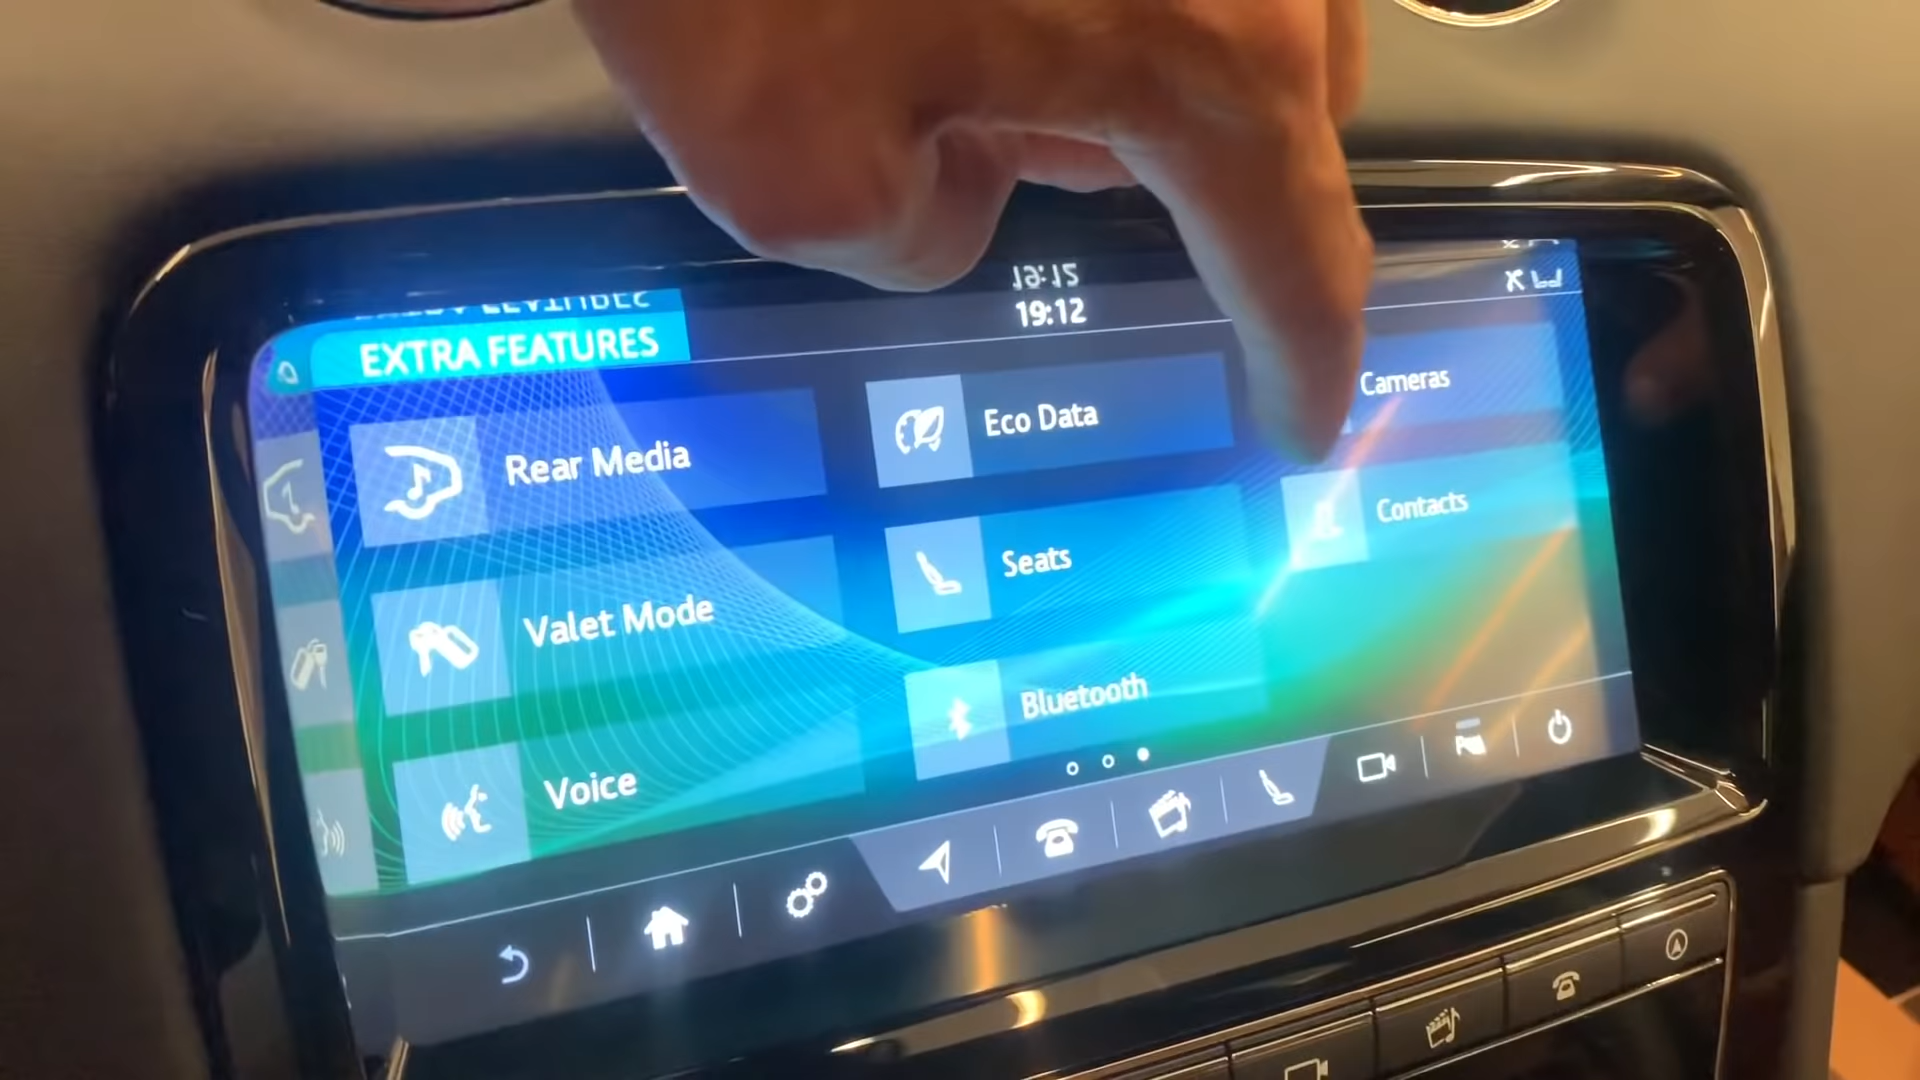 19:12
EXTRA FEATURES
Rear Media
Eco Data
Cameras
Valet Mode
Seats
Contacts
Voice
Bluetooth